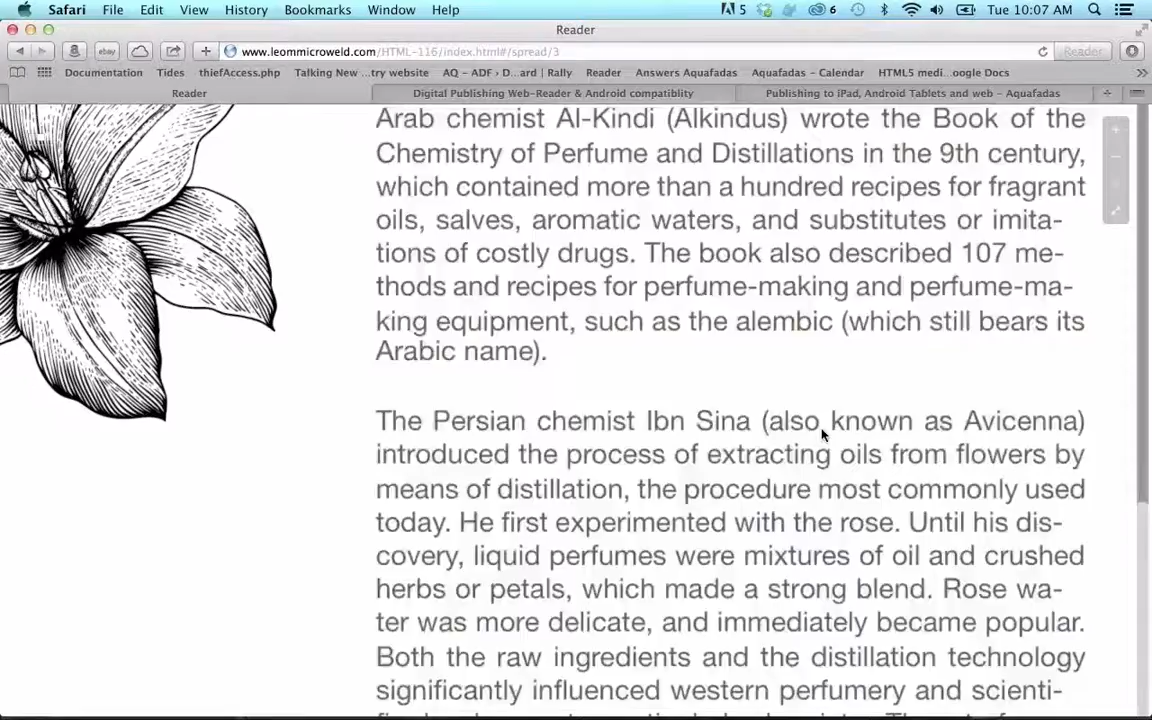 Safari File Edit View History Bookmarks Window Help 5 6 Tue 10:07 AM
Reader
ebay www.leommicroweld.com/HTML-116/index.html#/spread/3 Reader
Documentation Tides thiefAccess.php Talking New ...try website AQ - ADF › D...ard | Rally Reader Answers Aquafadas Aquafadas - Calendar HTML5 medi...oogle Docs
Reader Digital Publishing Web-Reader & Android compatiblity Publishing to iPad, Android Tablets and web - Aquafadas
Arab chemist Al-Kindi (Alkindus) wrote the Book of the
Chemistry of Perfume and Distillations in the 9th century,
which contained more than a hundred recipes for fragrant
oils, salves, aromatic waters, and substitutes or imita-
tions of costly drugs. The book also described 107 me-
thods and recipes for perfume-making and perfume-ma-
king equipment, such as the alembic (which still bears its
Arabic name).
The Persian chemist Ibn Sina (also known as Avicenna)
introduced the process of extracting oils from flowers by
means of distillation, the procedure most commonly used
today. He first experimented with the rose. Until his dis-
covery, liquid perfumes were mixtures of oil and crushed
herbs or petals, which made a strong blend. Rose wa-
ter was more delicate, and immediately became popular.
Both the raw ingredients and the distillation technology
significantly influenced western perfumery and scienti-